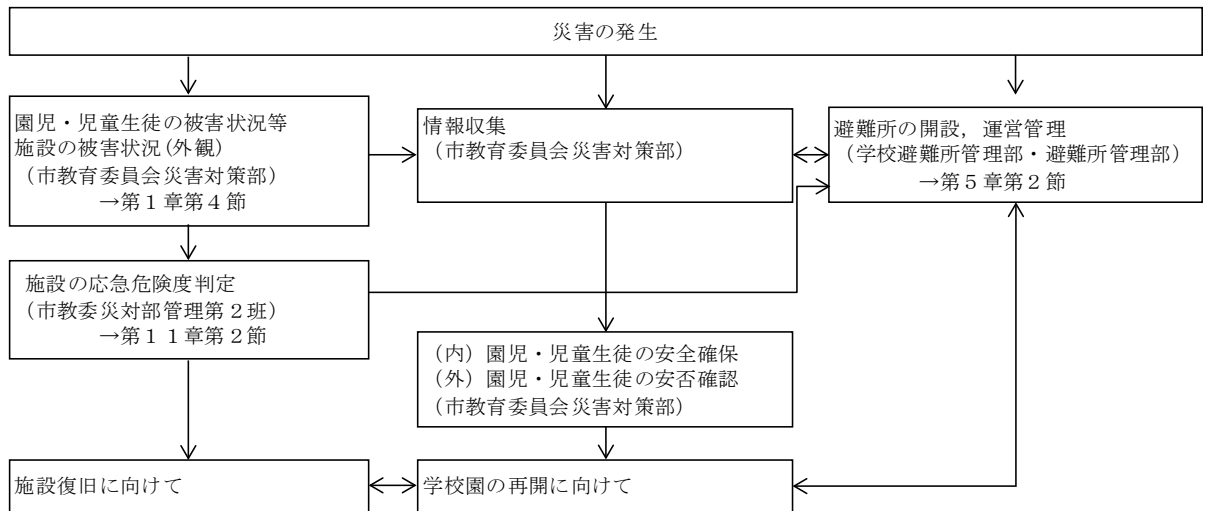 災害の発生
園児・児童生徒の被害状況等
施設の被害状況(外観)
（市教育委員会災害対策部）
→第１章第４節
情報収集
（市教育委員会災害対策部）
避難所の開設，運営管理
（学校避難所管理部・避難所管理部）
→第５章第２節
施設の応急危険度判定
（市教委災対部管理第２班）
→第１１章第２節
（内）園児・児童生徒の安全確保
（外）園児・児童生徒の安否確認
（市教育委員会災害対策部）
施設復旧に向けて
学校園の再開に向けて